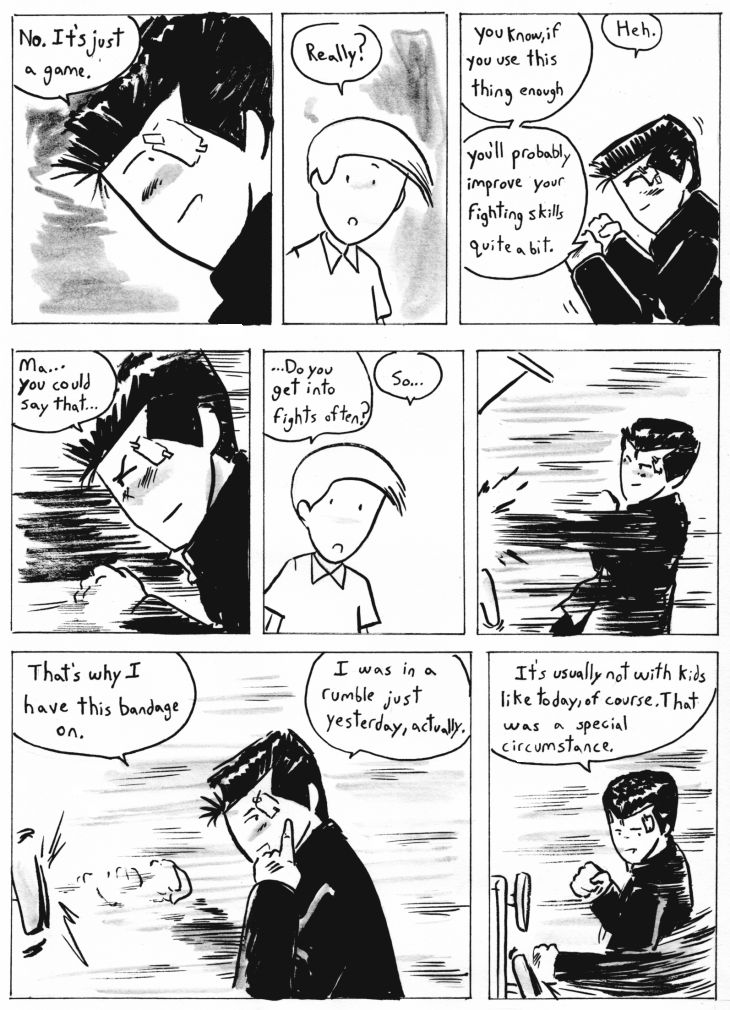 Heh.
you know, if
you use this
thing enough
you'll probably
improve your
fighting skills
quite a bit.
Really?
No. It's just
a game.
So...
...Do you
get into
fights often?
Ma...
you could
say that...
It's usually not with kids
like today, of course. That
was a special
circumstance.
I was in a
rumble just
yesterday, actually.
That's why I
have this bandage
on.